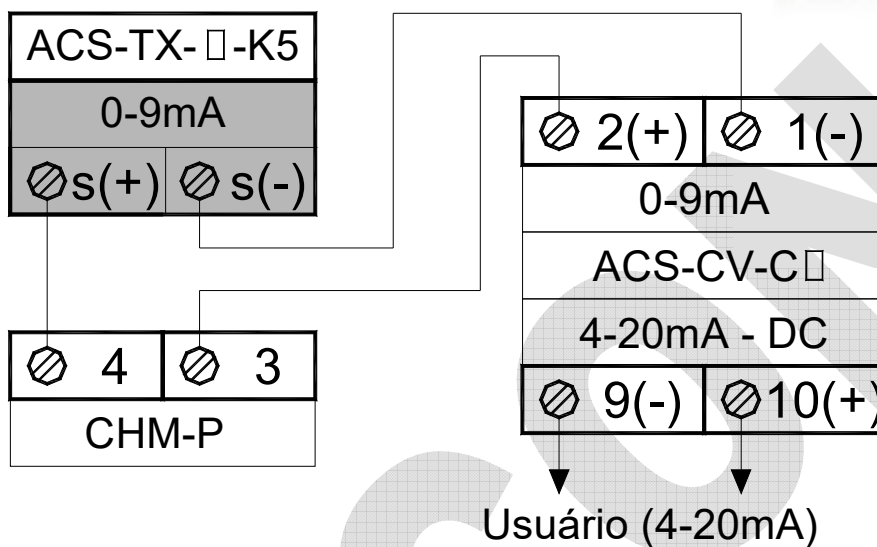 ACS-TX-▯-K5
0-9mA
s(+) s(-)
4 3
CHM-P
2(+) 1(-)
0-9mA
ACS-CV-C▯
4-20mA - DC
9(-) 10(+)
Usuário (4-20mA)